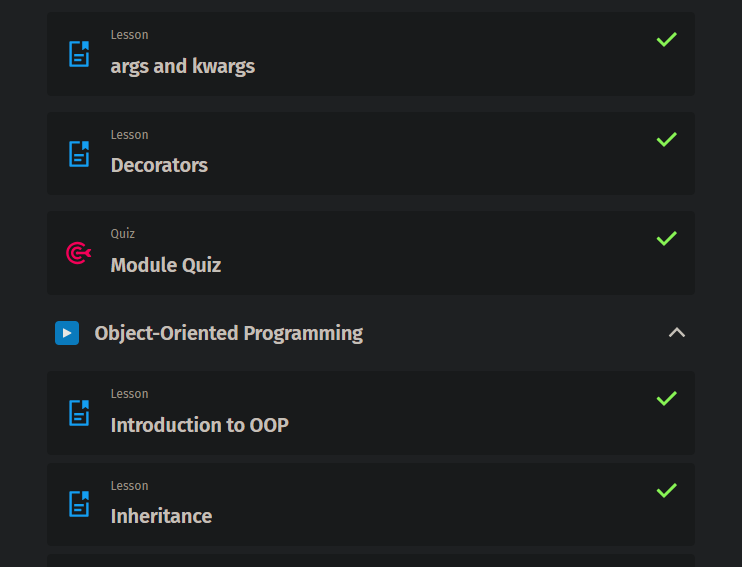 Lesson
args and kwargs
Lesson
Decorators
Quiz
Module Quiz
Object-Oriented Programming
Lesson
Introduction to OOP
Lesson
Inheritance